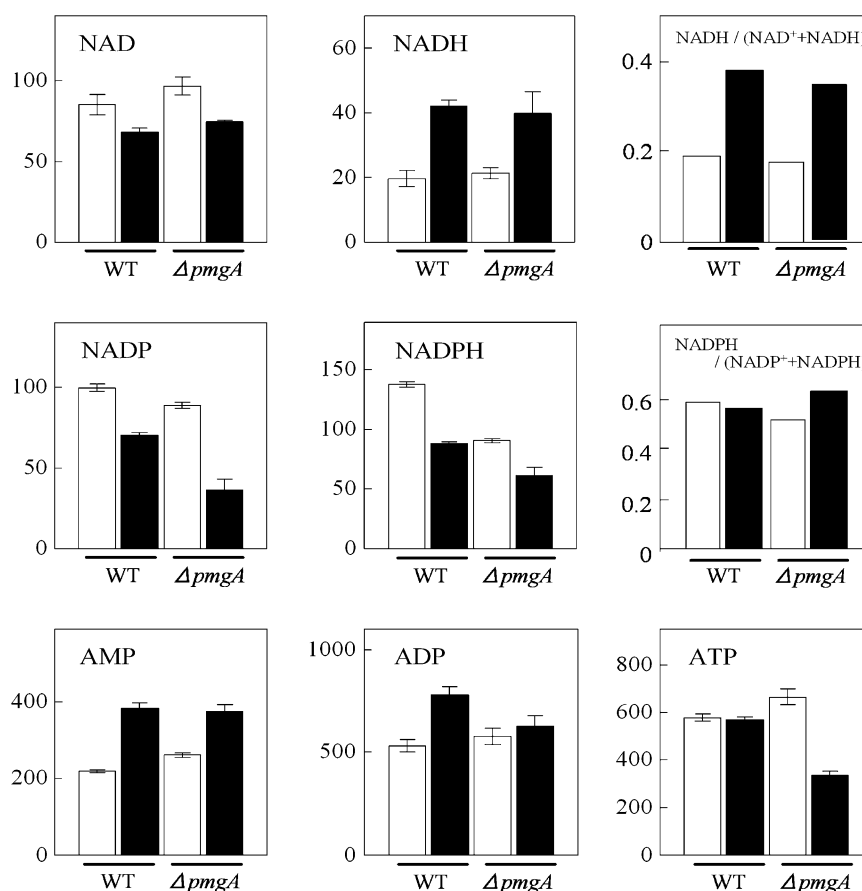 NAD
100
50
0
WT ΔpmgA
NADH
60
40
20
0
WT ΔpmgA
NADH / (NAD⁺+NADH)
0.4
0.2
0
WT ΔpmgA
NADP
100
50
0
WT ΔpmgA
NADPH
150
100
50
0
WT ΔpmgA
NADPH
/ (NADP⁺+NADPH
0.6
0.4
0.2
0
WT ΔpmgA
AMP
400
200
0
WT ΔpmgA
ADP
1000
500
0
WT ΔpmgA
ATP
800
600
400
200
0
WT ΔpmgA